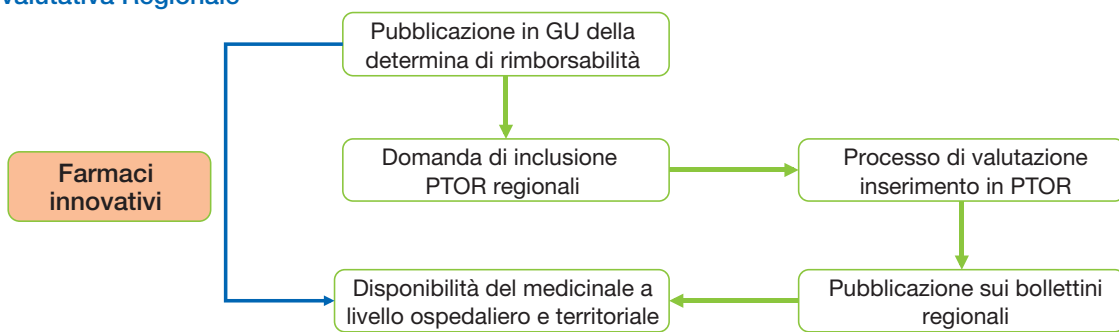 Valutativa Regionale
Pubblicazione in GU della
determina di rimborsabilità
Farmaci
innovativi
Domanda di inclusione
PTOR regionali
Processo di valutazione
inserimento in PTOR
Disponibilità del medicinale a
livello ospedaliero e territoriale
Pubblicazione sui bollettini
regionali